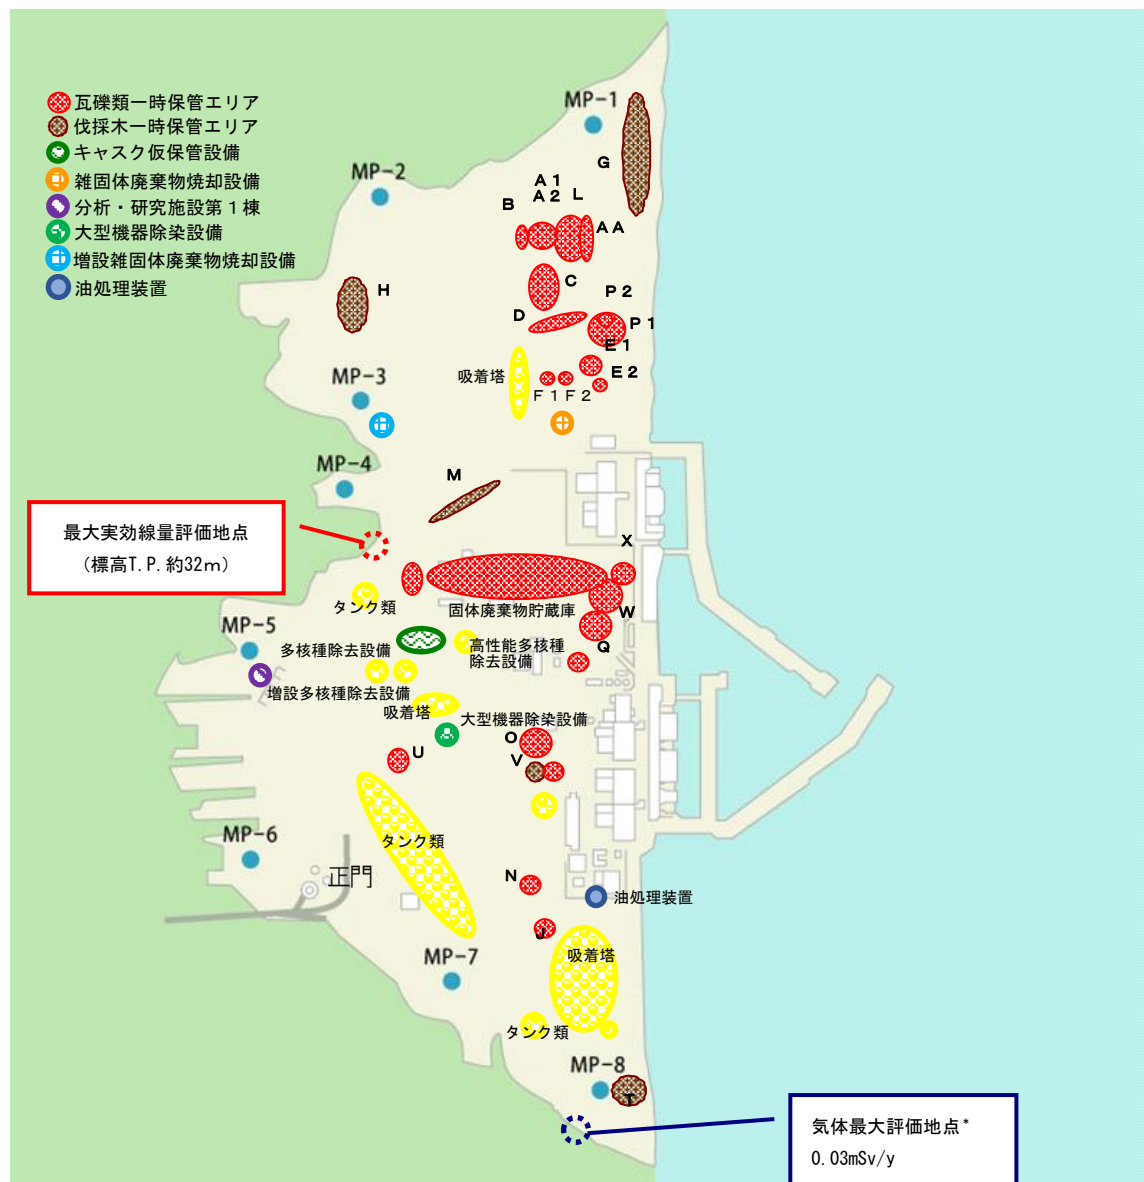 瓦礫類一時保管エリア
伐採木一時保管エリア
キャスク仮保管設備
雑固体廃棄物焼却設備
分析・研究施設第１棟
大型機器除染設備
増設雑固体廃棄物焼却設備
油処理装置
MP-1
G
MP-2
A1
A2 L
B
AA
C
H
P2
D
P1
E1
E2
吸着塔
F1 F2
MP-3
MP-4
M
最大実効線量評価地点
(標高T.P.約32m)
X
固体廃棄物貯蔵庫
W
タンク類
MP-5
多核種除去設備
高性能多核種
除去設備
Q
増設多核種除去設備
吸着塔
大型機器除染設備
O
U
V
タンク類
MP-6
正門
N
油処理装置
J
吸着塔
MP-7
タンク類
MP-8
T
気体最大評価地点*
0.03mSv/y